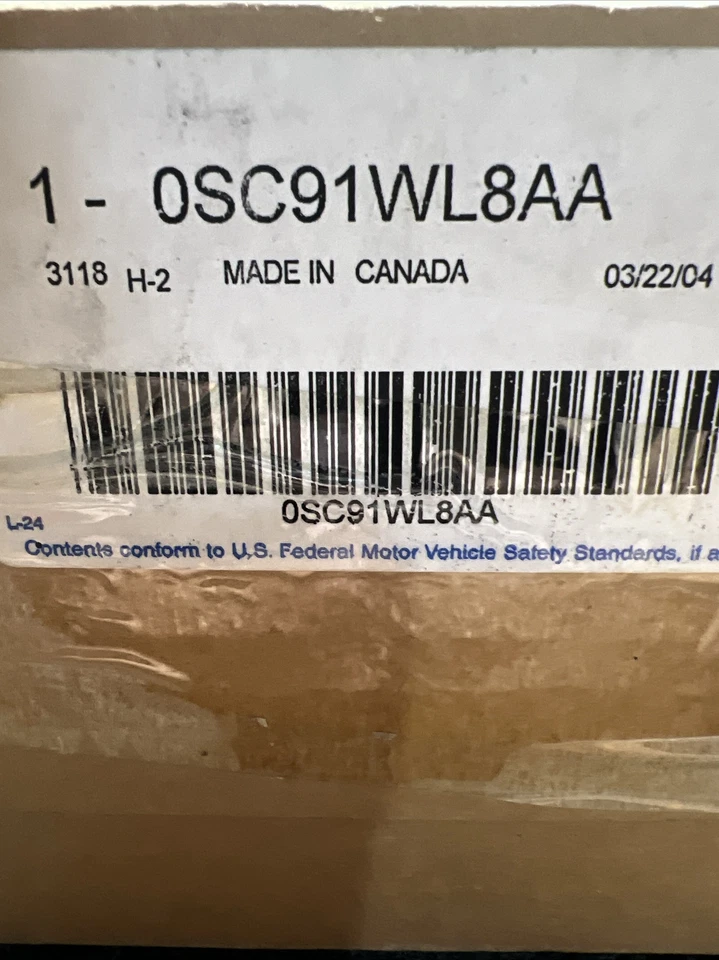 1 - 0SC91WL8AA
3118 H-2 MADE IN CANADA 03/22/04
0SC91WL8AA
L-24
Contents conform to U.S. Federal Motor Vehicle Safety Standards, if a